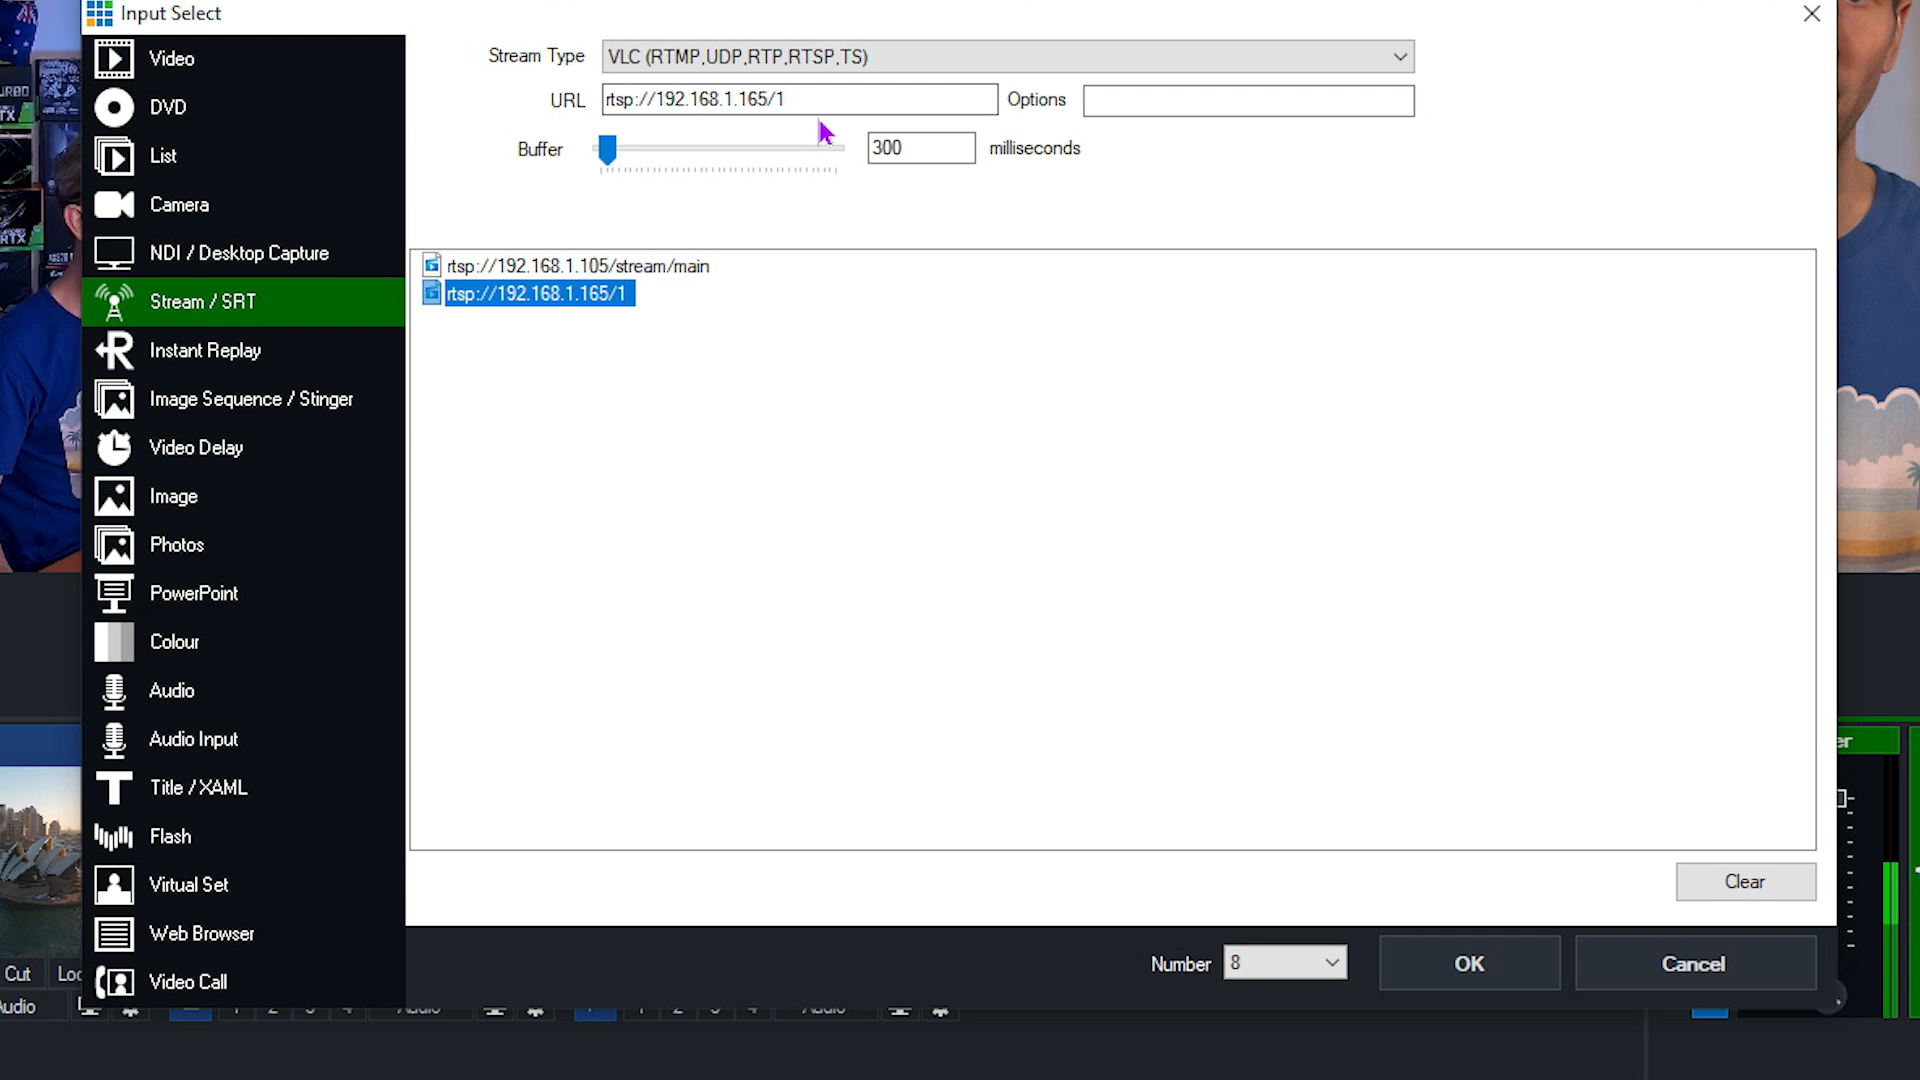 Input Select
Video
DVD
List
Camera
NDI / Desktop Capture
Stream / SRT
Instant Replay
Image Sequence / Stinger
Video Delay
Image
Photos
PowerPoint
Colour
Audio
Audio Input
Title / XAML
Flash
Virtual Set
Web Browser
Video Call
Stream Type VLC (RTMP,UDP,RTP,RTSP,TS)
URL rtsp://192.168.1.165/1 Options
Buffer 300 milliseconds
rtsp://192.168.1.105/stream/main
rtsp://192.168.1.165/1
Clear
Number 8 OK Cancel
Cut
RTX